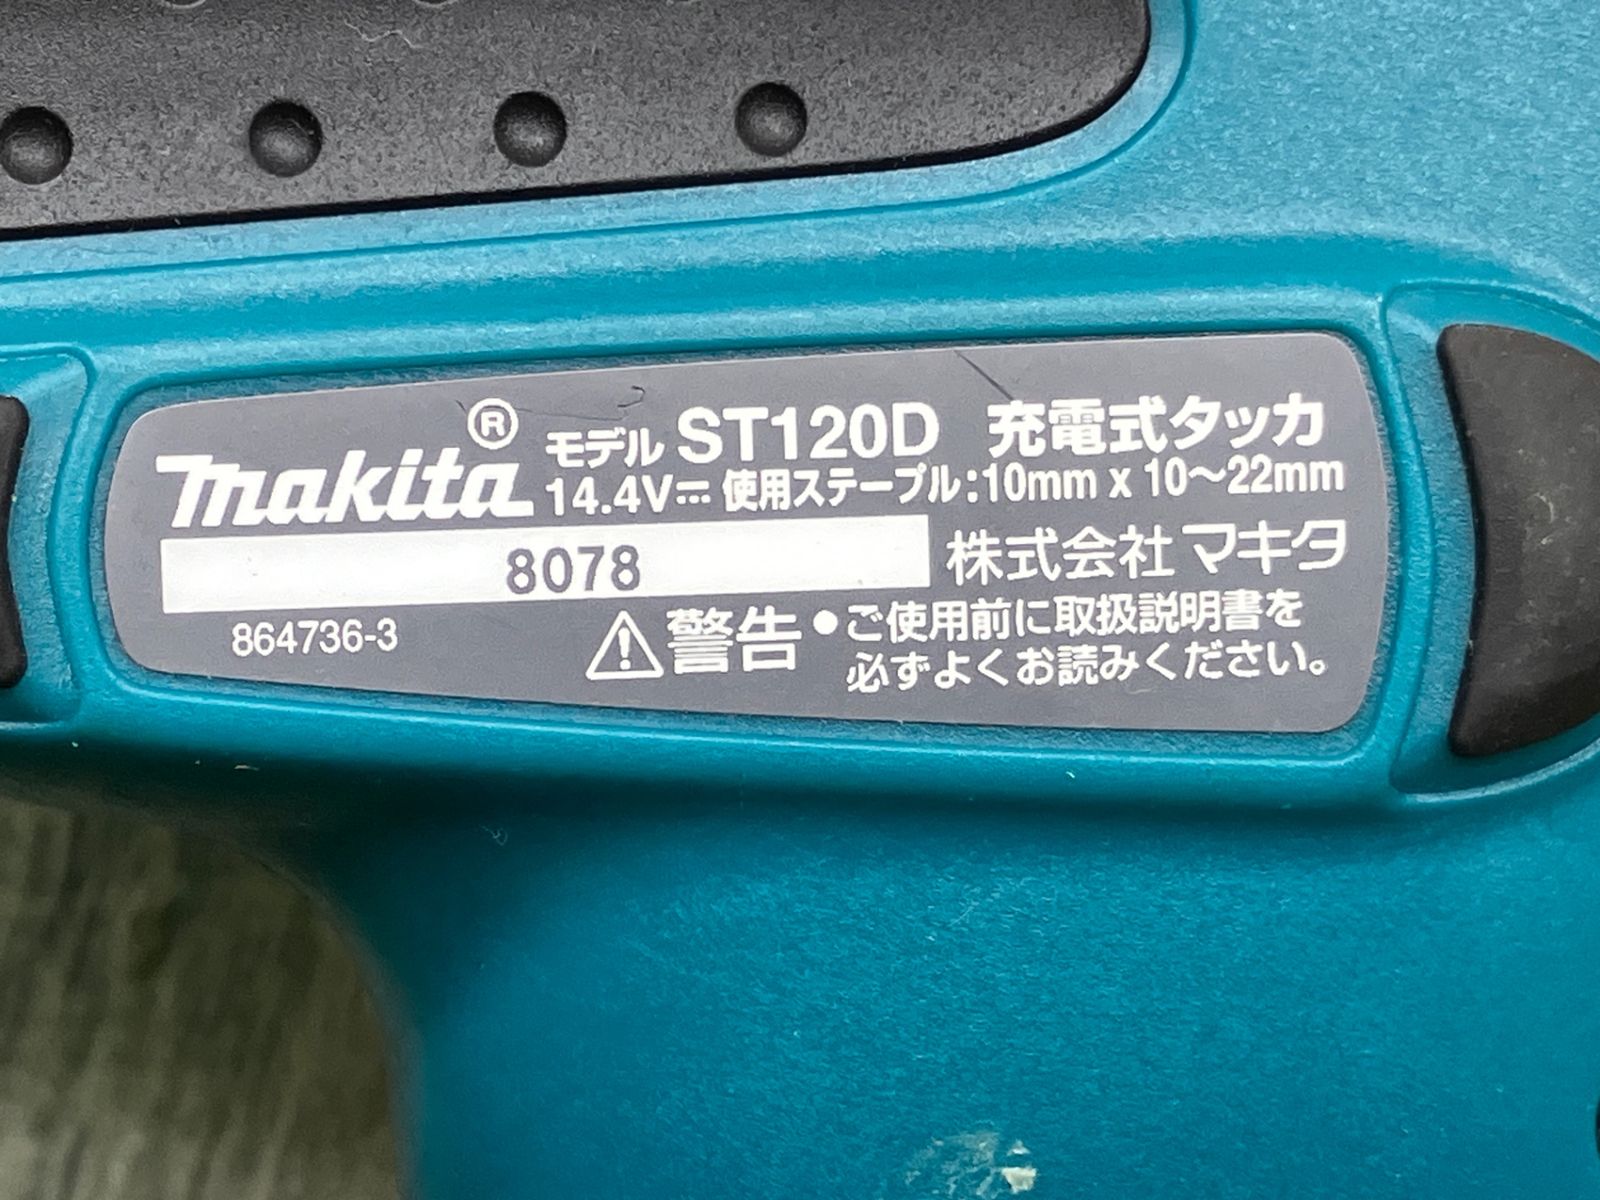 makita®
モデル ST120D 充電式タッカ
14.4V⎓ 使用ステープル:10mm x 10〜22mm
8078
株式会社マキタ
864736-3
⚠警告 •ご使用前に取扱説明書を
必ずよくお読みください。